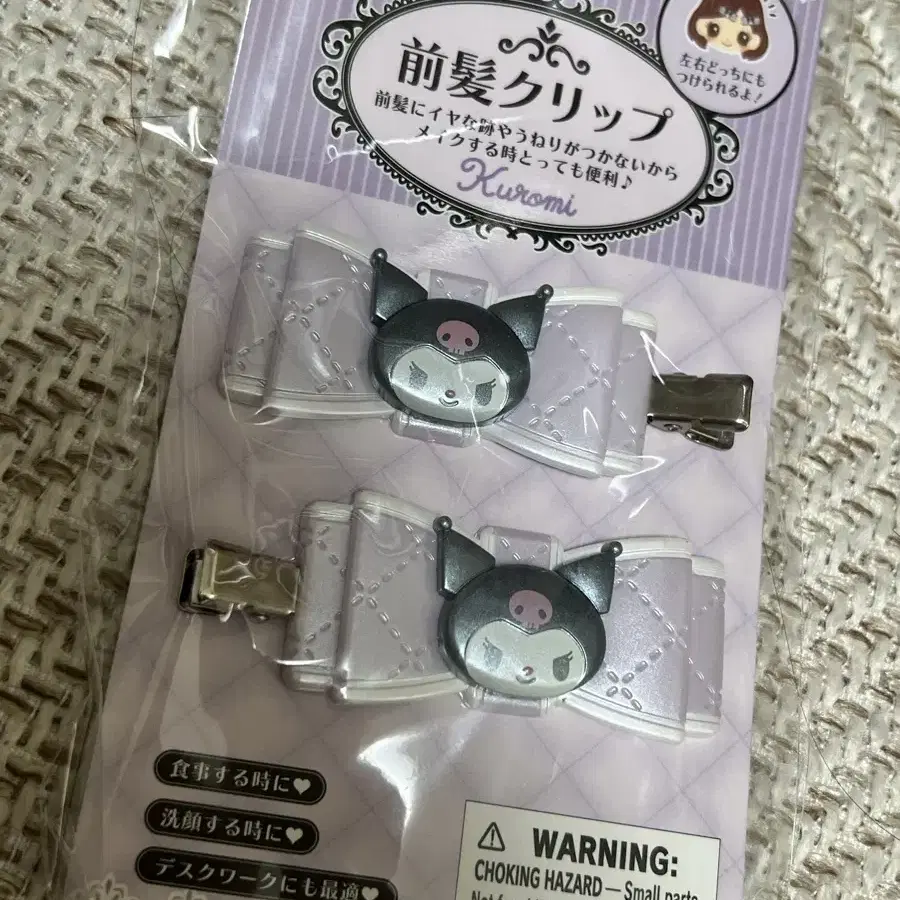 左右どっちにも
つけられるよ！
前髪クリップ
前髪にイヤな跡やうねりがつかないから
メイクする時とっても便利♪
Kuromi
食事する時に♥
洗顔する時に♥
デスクワークにも最適♥
⚠ WARNING:
CHOKING HAZARD — Small parts
Not for